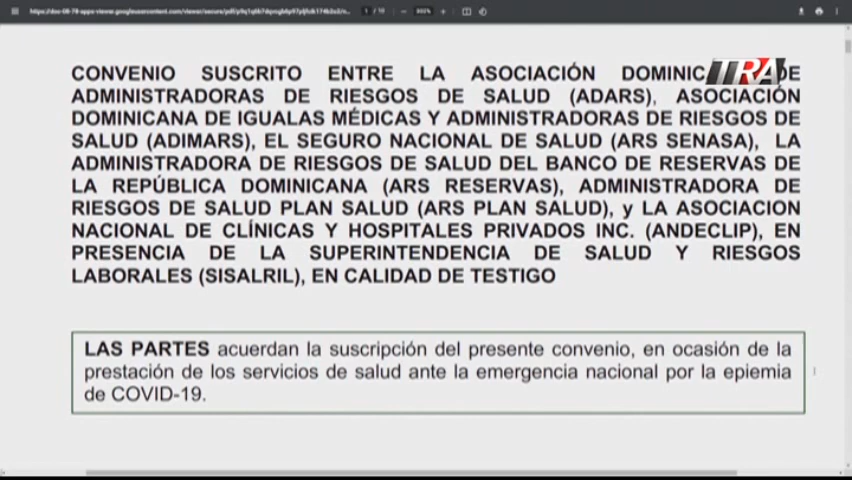 CONVENIO SUSCRITO ENTRE LA ASOCIACIÓN DOMINIC DE
ADMINISTRADORAS DE RIESGOS DE SALUD (ADARS), ASOCIACIÓN
DOMINICANA DE IGUALAS MÉDICAS Y ADMINISTRADORAS DE RIESGOS DE
SALUD (ADIMARS), EL SEGURO NACIONAL DE SALUD (ARS SENASA), LA
ADMINISTRADORA DE RIESGOS DE SALUD DEL BANCO DE RESERVAS DE
LA REPÚBLICA DOMINICANA (ARS RESERVAS), ADMINISTRADORA DE
RIESGOS DE SALUD PLAN SALUD (ARS PLAN SALUD), y LA ASOCIACION
NACIONAL DE CLÍNICAS Y HOSPITALES PRIVADOS INC. (ANDECLIP), EN
PRESENCIA DE LA SUPERINTENDENCIA DE SALUD Y RIESGOS
LABORALES (SISALRIL), EN CALIDAD DE TESTIGO
LAS PARTES acuerdan la suscripción del presente convenio, en ocasión de la
prestación de los servicios de salud ante la emergencia nacional por la epiemia
de COVID-19.
TRA